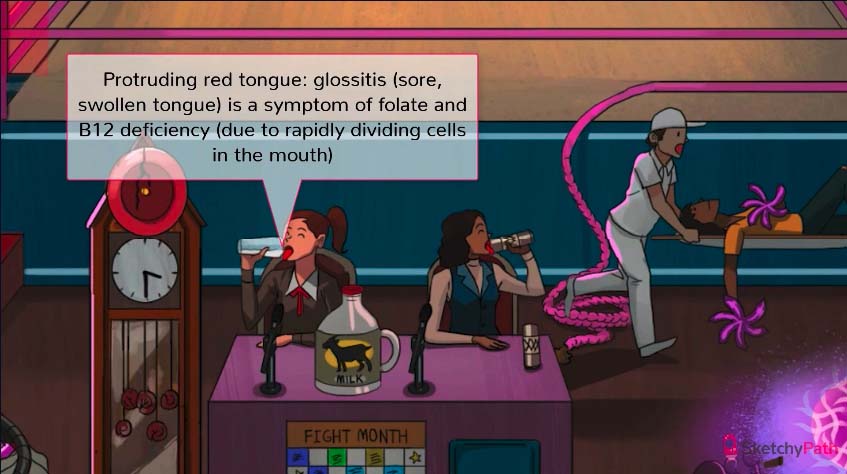 Protruding red tongue: glossitis (sore,
swollen tongue) is a symptom of folate and
B12 deficiency (due to rapidly dividing cells
in the mouth)
MILK
FIGHT MONTH
SketchyPath